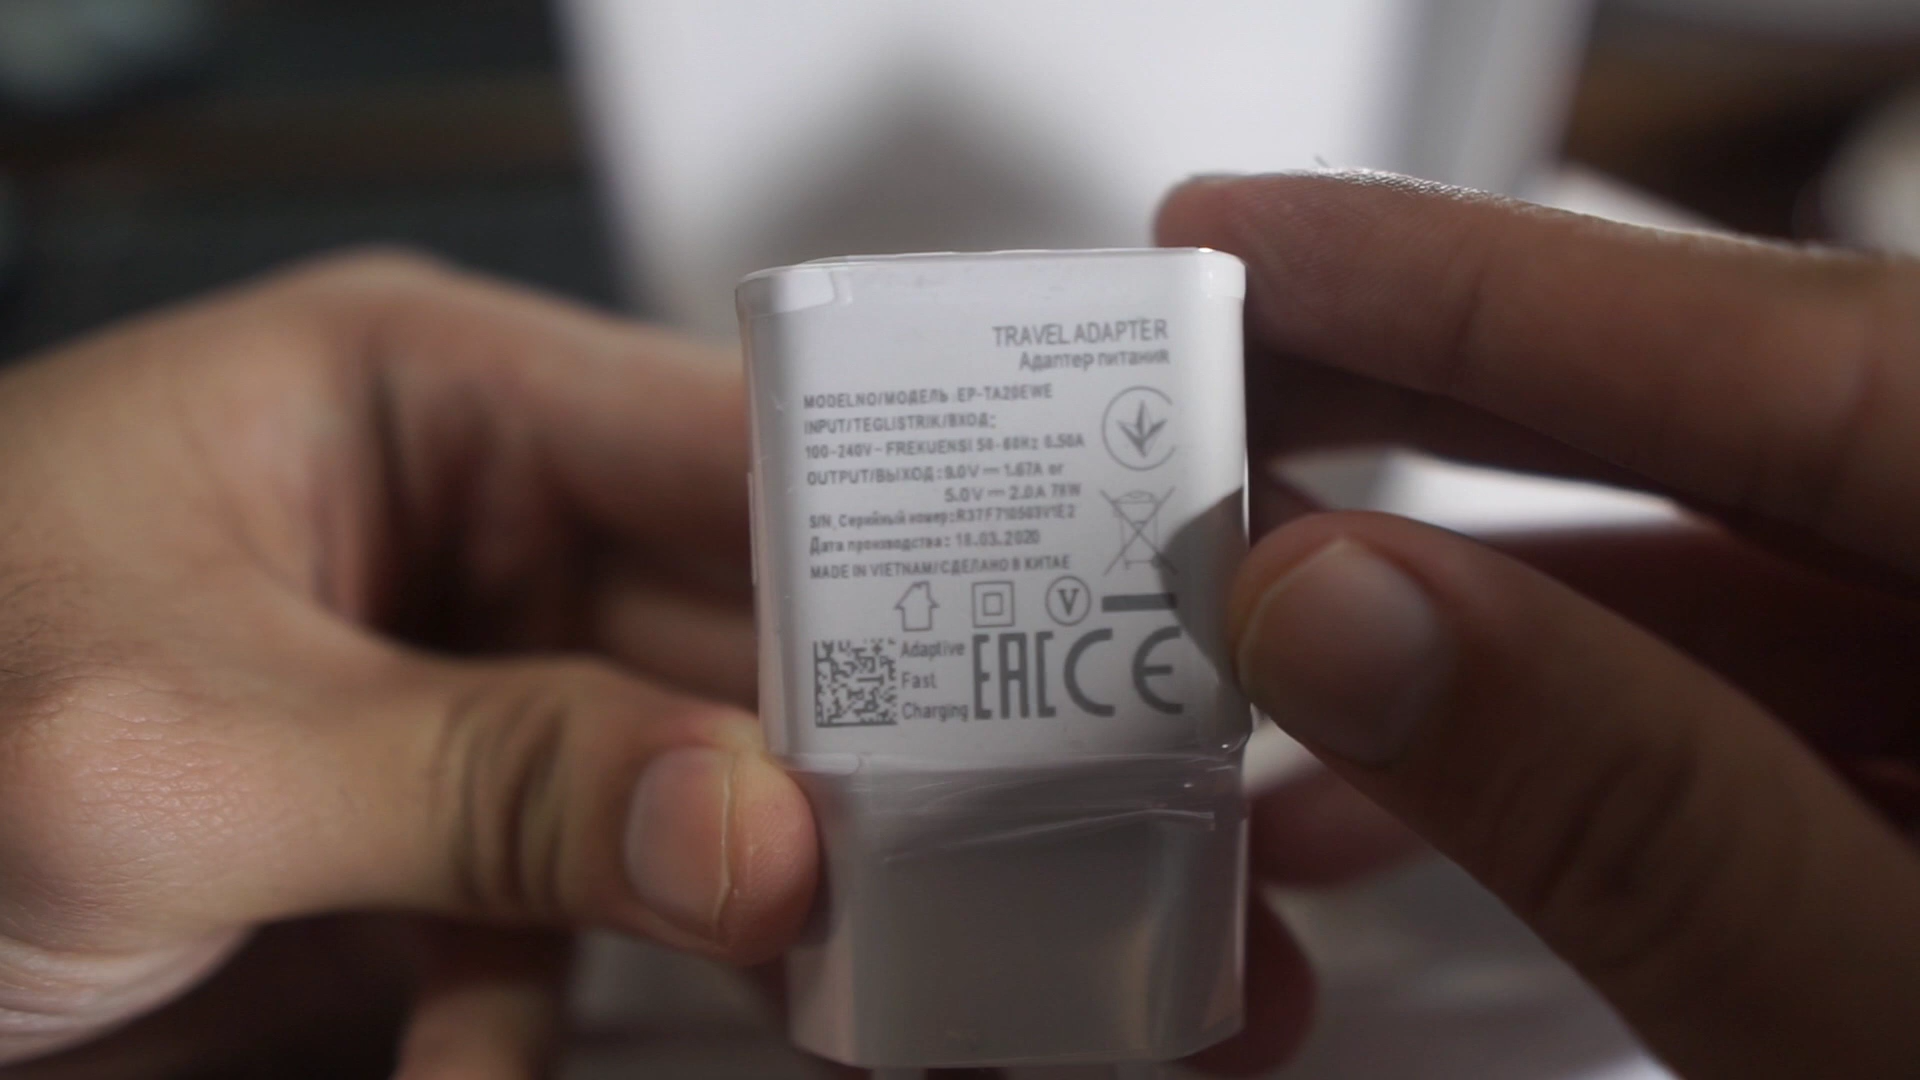 TRAVEL ADAPTER
Адаптер питания
MODELNO/МОДЕЛЬ :EP-TA20EWE
INPUT/TEGLISTRIK/ВХОД:
100-240V~FREKUENSI 50-60Hz 0.50A
OUTPUT/ВЫХОД:9.0V⎓1.67A or
5.0V⎓2.0A 78W
S/N, Серийный номер:R37F710503V1E2
Дата производства: 18.03.2020
MADE IN VIETNAM/СДЕЛАНО В КИТАЕ
V
Adaptive
Fast
Charging
EAC CE